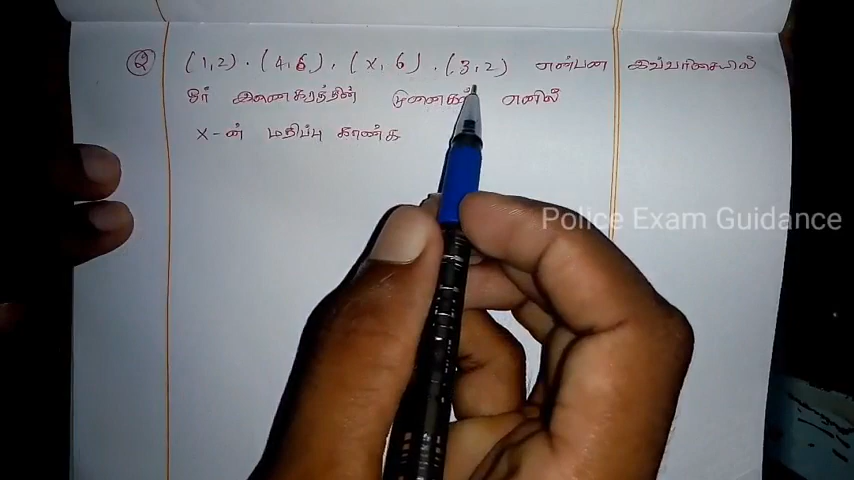 Q (1,2) . (4,6) , (x,6) . (3,2) என்பன இவ்வரிசையில்
ஓர் இணைகரத்தின் முனைகள் எனில்
x-ன் மதிப்பு காண்க
Police Exam Guidance